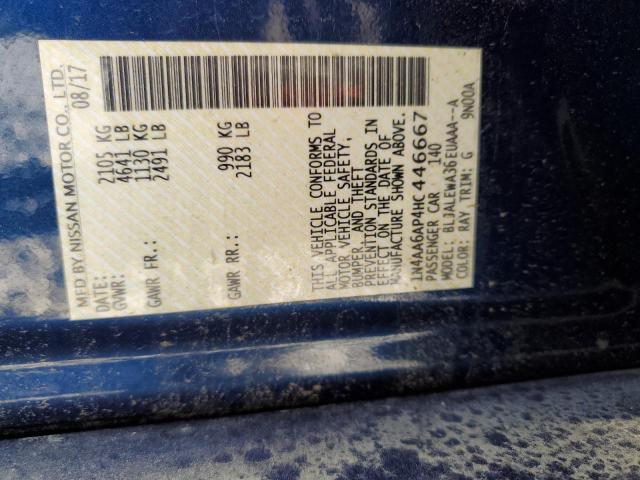 MFD BY NISSAN MOTOR CO., LTD.
DATE: 08/17
GVWR: 2105 KG
4641 LB
GAWR FR.: 1130 KG
2491 LB
GAWR RR.: 990 KG
2183 LB
THIS VEHICLE CONFORMS TO
ALL APPLICABLE FEDERAL
MOTOR VEHICLE SAFETY,
BUMPER, AND THEFT
PREVENTION STANDARDS IN
EFFECT ON THE DATE OF
MANUFACTURE SHOWN ABOVE.
1N4AA6AP4HC446667
PASSENGER CAR 140
MODEL: BLJALEWA36EUAAAA--A
COLOR: RAY TRIM: G 9N00A